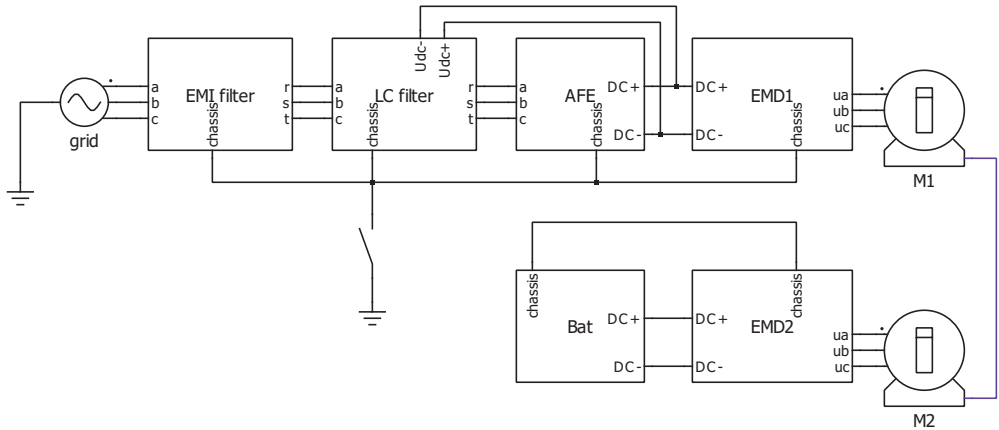 Udc-
Udc+
a
b
c
EMI filter
chassis
r
s
t
a
b
c
LC filter
chassis
r
s
t
a
b
c
AFE
chassis
DC+
DC-
DC+
DC-
EMD1
chassis
ua
ub
uc
grid
M1
chassis
Bat
DC+
DC-
DC+
DC-
EMD2
chassis
ua
ub
uc
M2